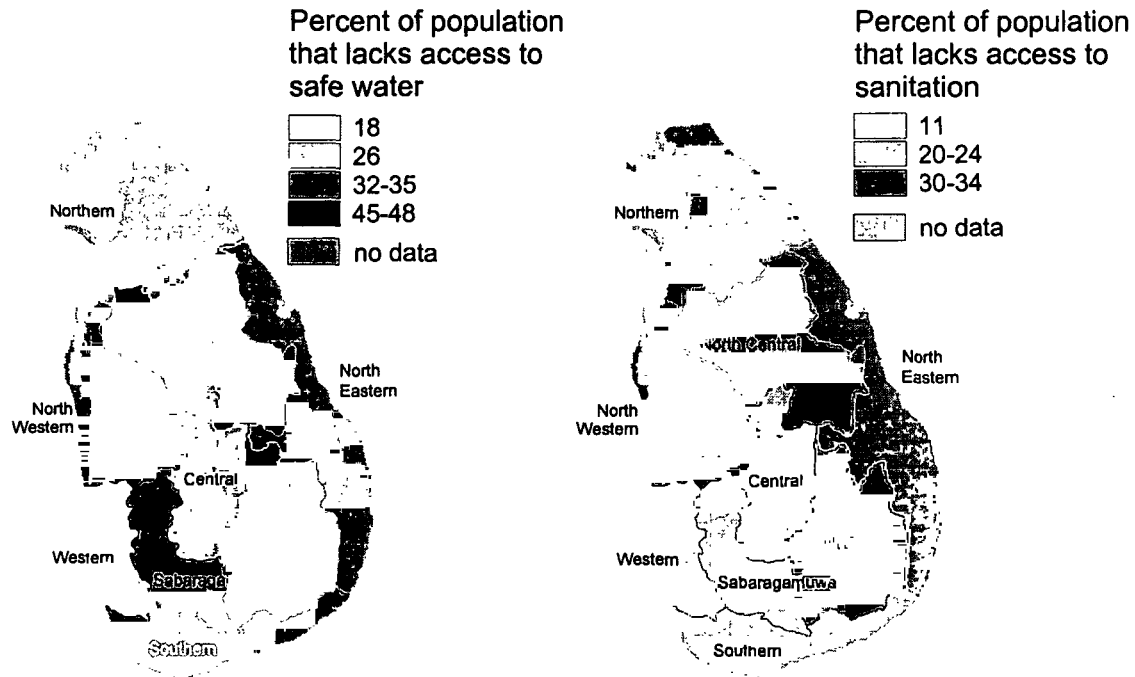 Percent of population
that lacks access to
safe water
18
26
32-35
45-48
no data
Northern
North
Eastern
North
Western
Central
Western
Sabaraga
Southern
Percent of population
that lacks access to
sanitation
11
20-24
30-34
no data
Northern
North Central
North
Eastern
North
Western
Central
Western
Sabaragamuwa
Southern